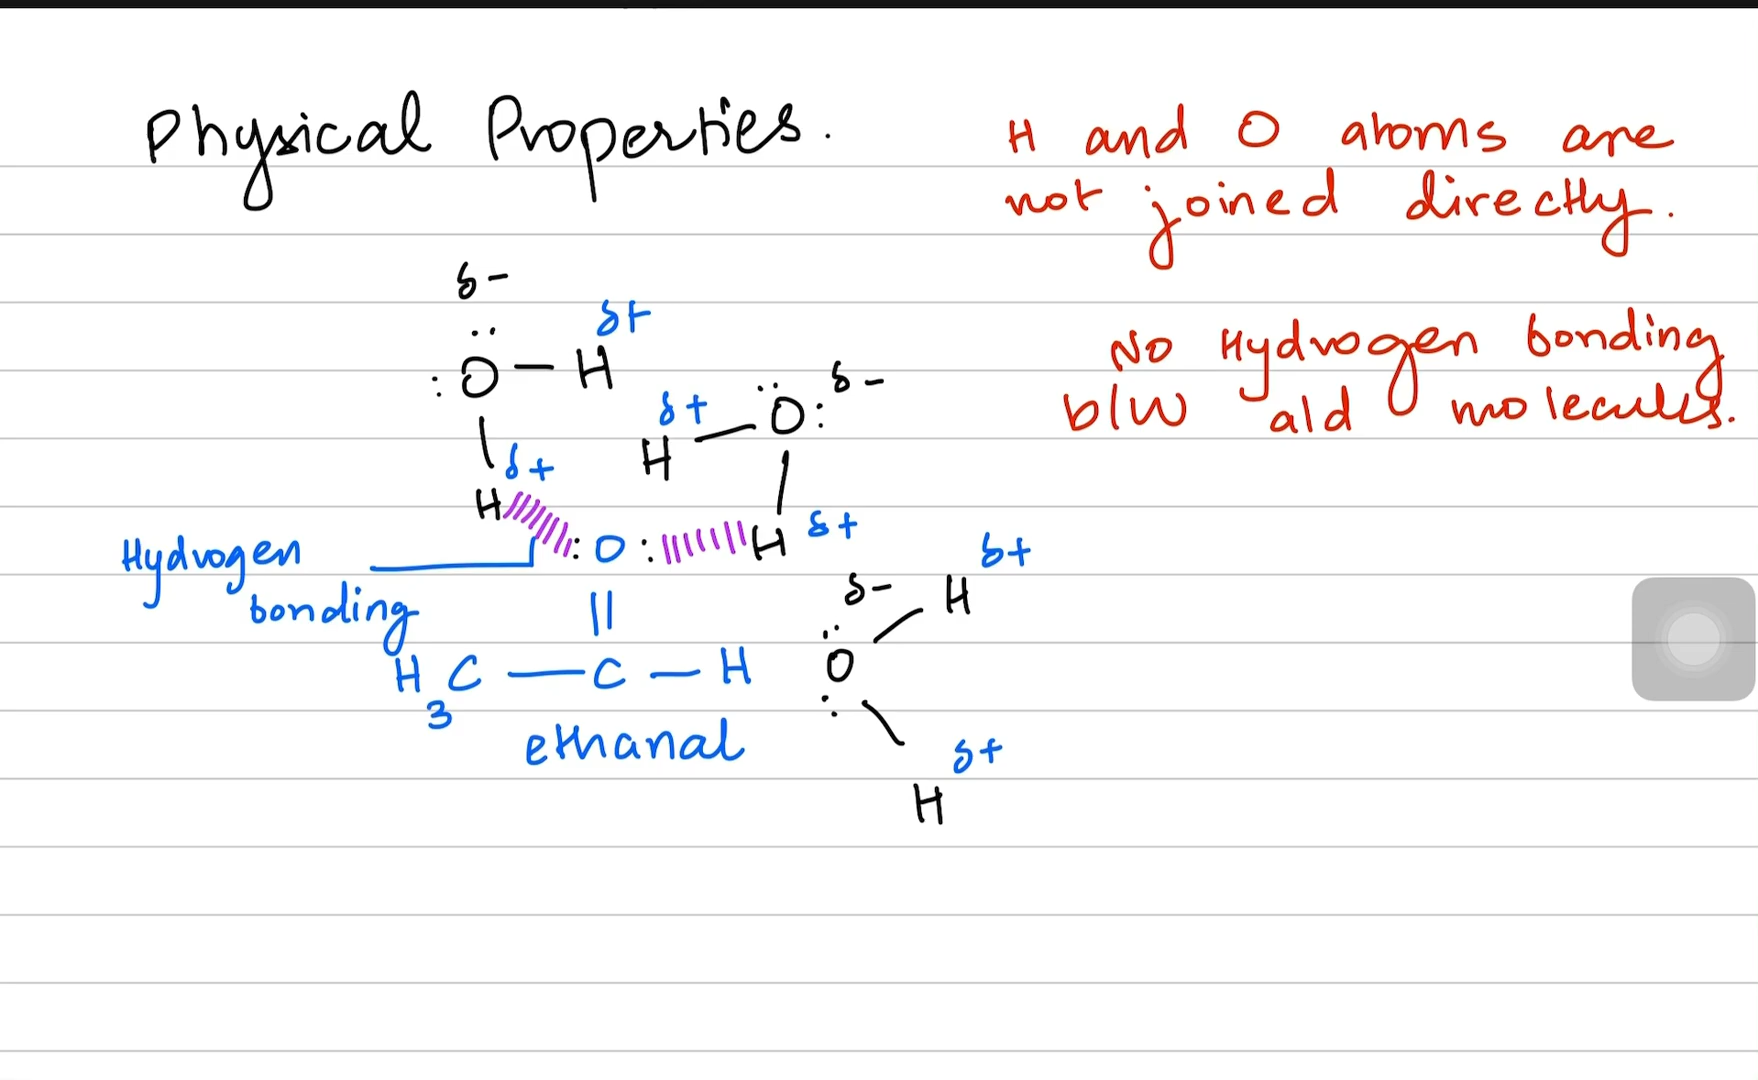 Physical Properties.
H and O atoms are
not joined directly.
No Hydrogen bonding
b/w ald molecules.
δ-
δ+
:O - H
δ-
δ+
O:
H
δ+
H
:O:
H
δ+
Hydrogen
bonding
δ+
δ-
H
||
O
H3C - C - H
ethanal
δ+
H